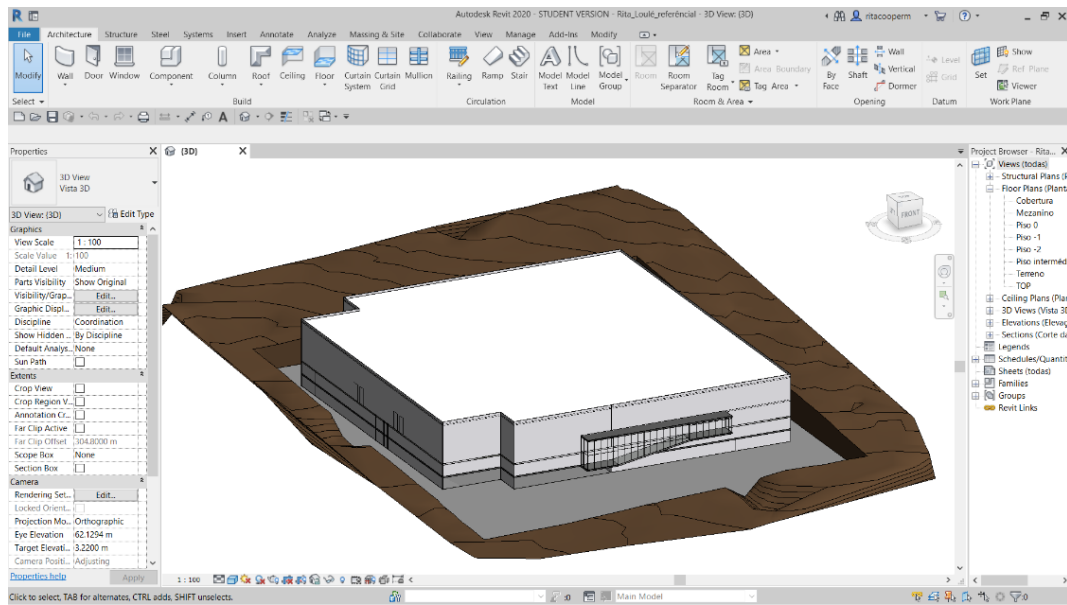 Autodesk Revit 2020 - STUDENT VERSION - Rita_Loulé_referêncial - 3D View: {3D}
ritacooperm
File Architecture Structure Steel Systems Insert Annotate Analyze Massing & Site Collaborate View Manage Add-Ins Modify
Modify Wall Door Window Component Column Roof Ceiling Floor Curtain System Curtain Grid Mullion Railing Ramp Stair Model Text Model Line Model Group Room Room Separator Tag Room Area Area Boundary Tag Area By Face Shaft Wall Vertical Dormer Level Grid Set Show Ref Plane Viewer
Select Build Circulation Model Room & Area Opening Datum Work Plane
Properties
{3D}
3D View
Vista 3D
3D View: {3D} Edit Type
Graphics
View Scale 1 : 100
Scale Value 1: 100
Detail Level Medium
Parts Visibility Show Original
Visibility/Grap... Edit...
Graphic Displ... Edit...
Discipline Coordination
Show Hidden ... By Discipline
Default Analys... None
Sun Path
Extents
Crop View
Crop Region V...
Annotation Cr...
Far Clip Active
Far Clip Offset 304.8000 m
Scope Box None
Section Box
Camera
Rendering Set... Edit...
Locked Orient...
Projection Mo... Orthographic
Eye Elevation 62.1294 m
Target Elevati... 3.2200 m
Camera Positi... Adjusting
Properties help Apply
FRONT
Project Browser - Rita...
Views (todas)
Structural Plans (P
Floor Plans (Planta
Cobertura
Mezanino
Piso 0
Piso -1
Piso -2
Piso interméd
Terreno
TOP
Ceiling Plans (Plan
3D Views (Vista 3D
Elevations (Elevaç
Sections (Corte da
Legends
Schedules/Quantit
Sheets (todas)
Families
Groups
Revit Links
1 : 100
Click to select, TAB for alternates, CTRL adds, SHIFT unselects.
:0
Main Model
:0